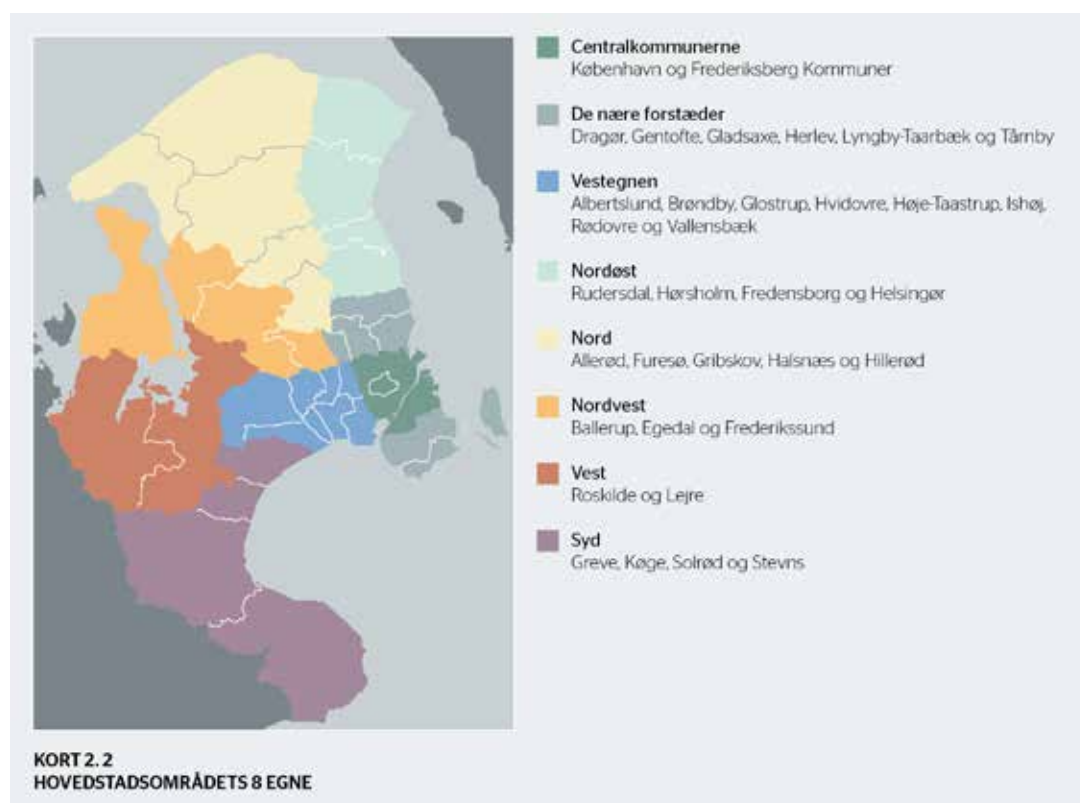 Centralkommunerne
København og Frederiksberg Kommuner
De nære forstæder
Dragør, Gentofte, Gladsaxe, Herlev, Lyngby-Taarbæk og Tårnby
Vestegnen
Albertslund, Brøndby, Glostrup, Hvidovre, Høje-Taastrup, Ishøj,
Rødovre og Vallensbæk
Nordøst
Rudersdal, Hørsholm, Fredensborg og Helsingør
Nord
Allerød, Furesø, Gribskov, Halsnæs og Hillerød
Nordvest
Ballerup, Egedal og Frederikssund
Vest
Roskilde og Lejre
Syd
Greve, Køge, Solrød og Stevns
KORT 2. 2
HOVEDSTADSOMRÅDETS 8 EGNE